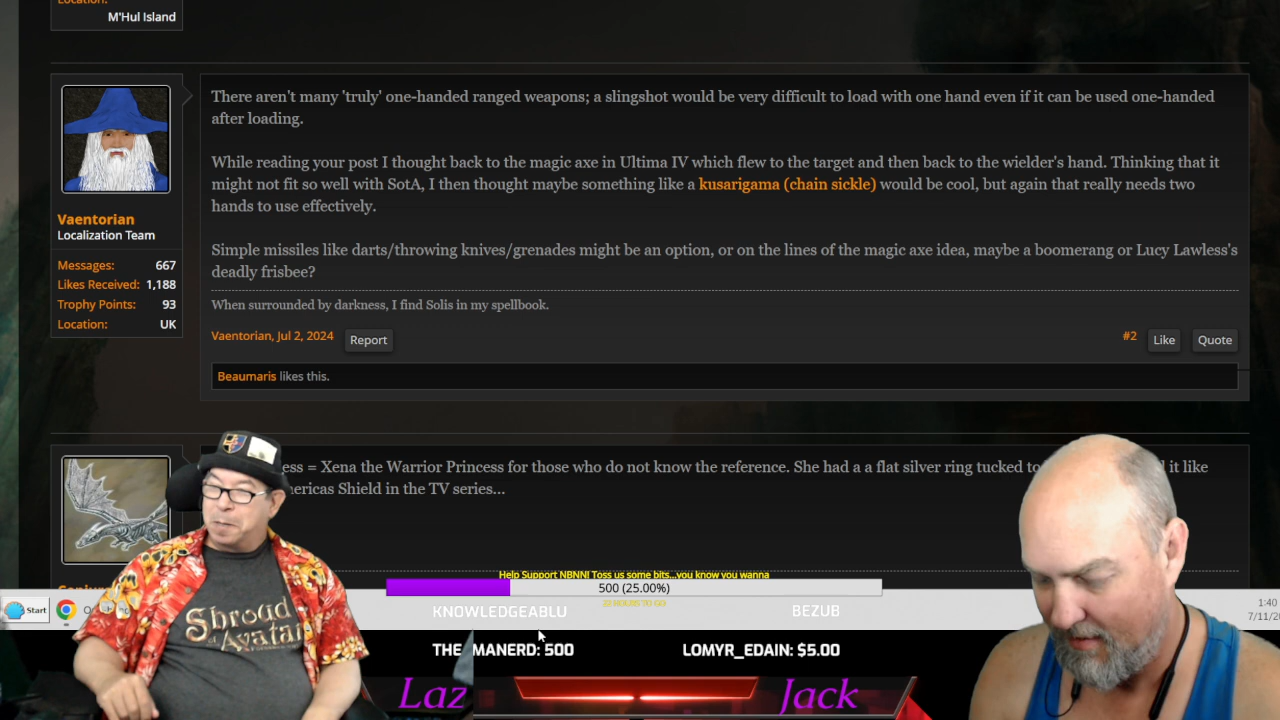 M'Hul Island
There aren't many 'truly' one-handed ranged weapons; a slingshot would be very difficult to load with one hand even if it can be used one-handed
after loading.
While reading your post I thought back to the magic axe in Ultima IV which flew to the target and then back to the wielder's hand. Thinking that it
might not fit so well with SotA, I then thought maybe something like a kusarigama (chain sickle) would be cool, but again that really needs two
hands to use effectively.
Simple missiles like darts/throwing knives/grenades might be an option, or on the lines of the magic axe idea, maybe a boomerang or Lucy Lawless's
deadly frisbee?
When surrounded by darkness, I find Solis in my spellbook.
Vaentorian
Localization Team
Messages: 667
Likes Received: 1,188
Trophy Points: 93
Location: UK
Vaentorian, Jul 2, 2024 Report #2 Like Quote
Beaumaris likes this.
= Xena the Warrior Princess for those who do not know the reference. She had a a flat silver ring tucked it like
Shield in the TV series...
Help Support NBNN! Toss us some bits...you know you wanna
500 (25.00%)
Start
KNOWLEDGEABLU BEZUB
1:40
THE MANERD: 500 LOMYR_EDAIN: $5.00
Shroud
Avatar
Laz Jack